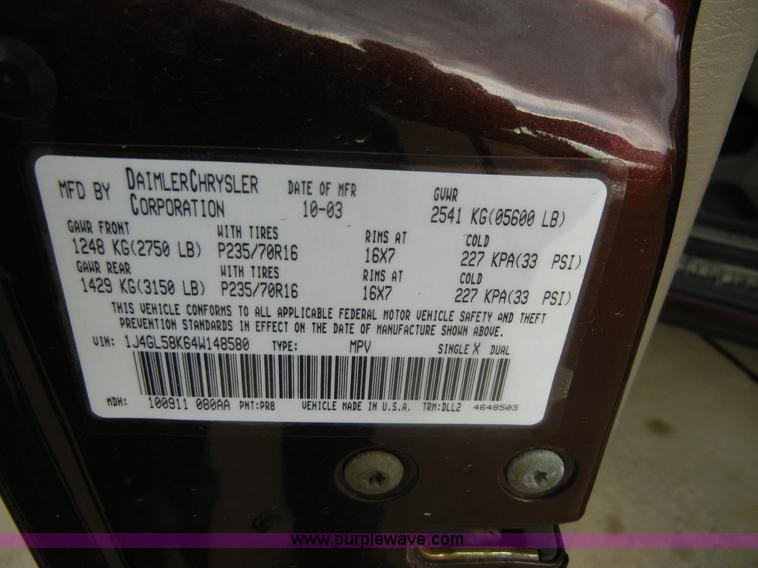 MFD BY DAIMLERCHRYSLER CORPORATION DATE OF MFR 10-03 GVWR 2541 KG(05600 LB)
GAWR FRONT WITH TIRES RIMS AT COLD
1248 KG(2750 LB) P235/70R16 16X7 227 KPA(33 PSI)
GAWR REAR WITH TIRES RIMS AT COLD
1429 KG(3150 LB) P235/70R16 16X7 227 KPA(33 PSI)
THIS VEHICLE CONFORMS TO ALL APPLICABLE FEDERAL MOTOR VEHICLE SAFETY AND THEFT
PREVENTION STANDARDS IN EFFECT ON THE DATE OF MANUFACTURE SHOWN ABOVE.
VIN: 1J4GL58K64W148580 TYPE: MPV SINGLE X DUAL
MDH: 100911 080AA PNT:PR8 VEHICLE MADE IN U.S.A. TRM:DLL2 4648503
www.purplewave.com